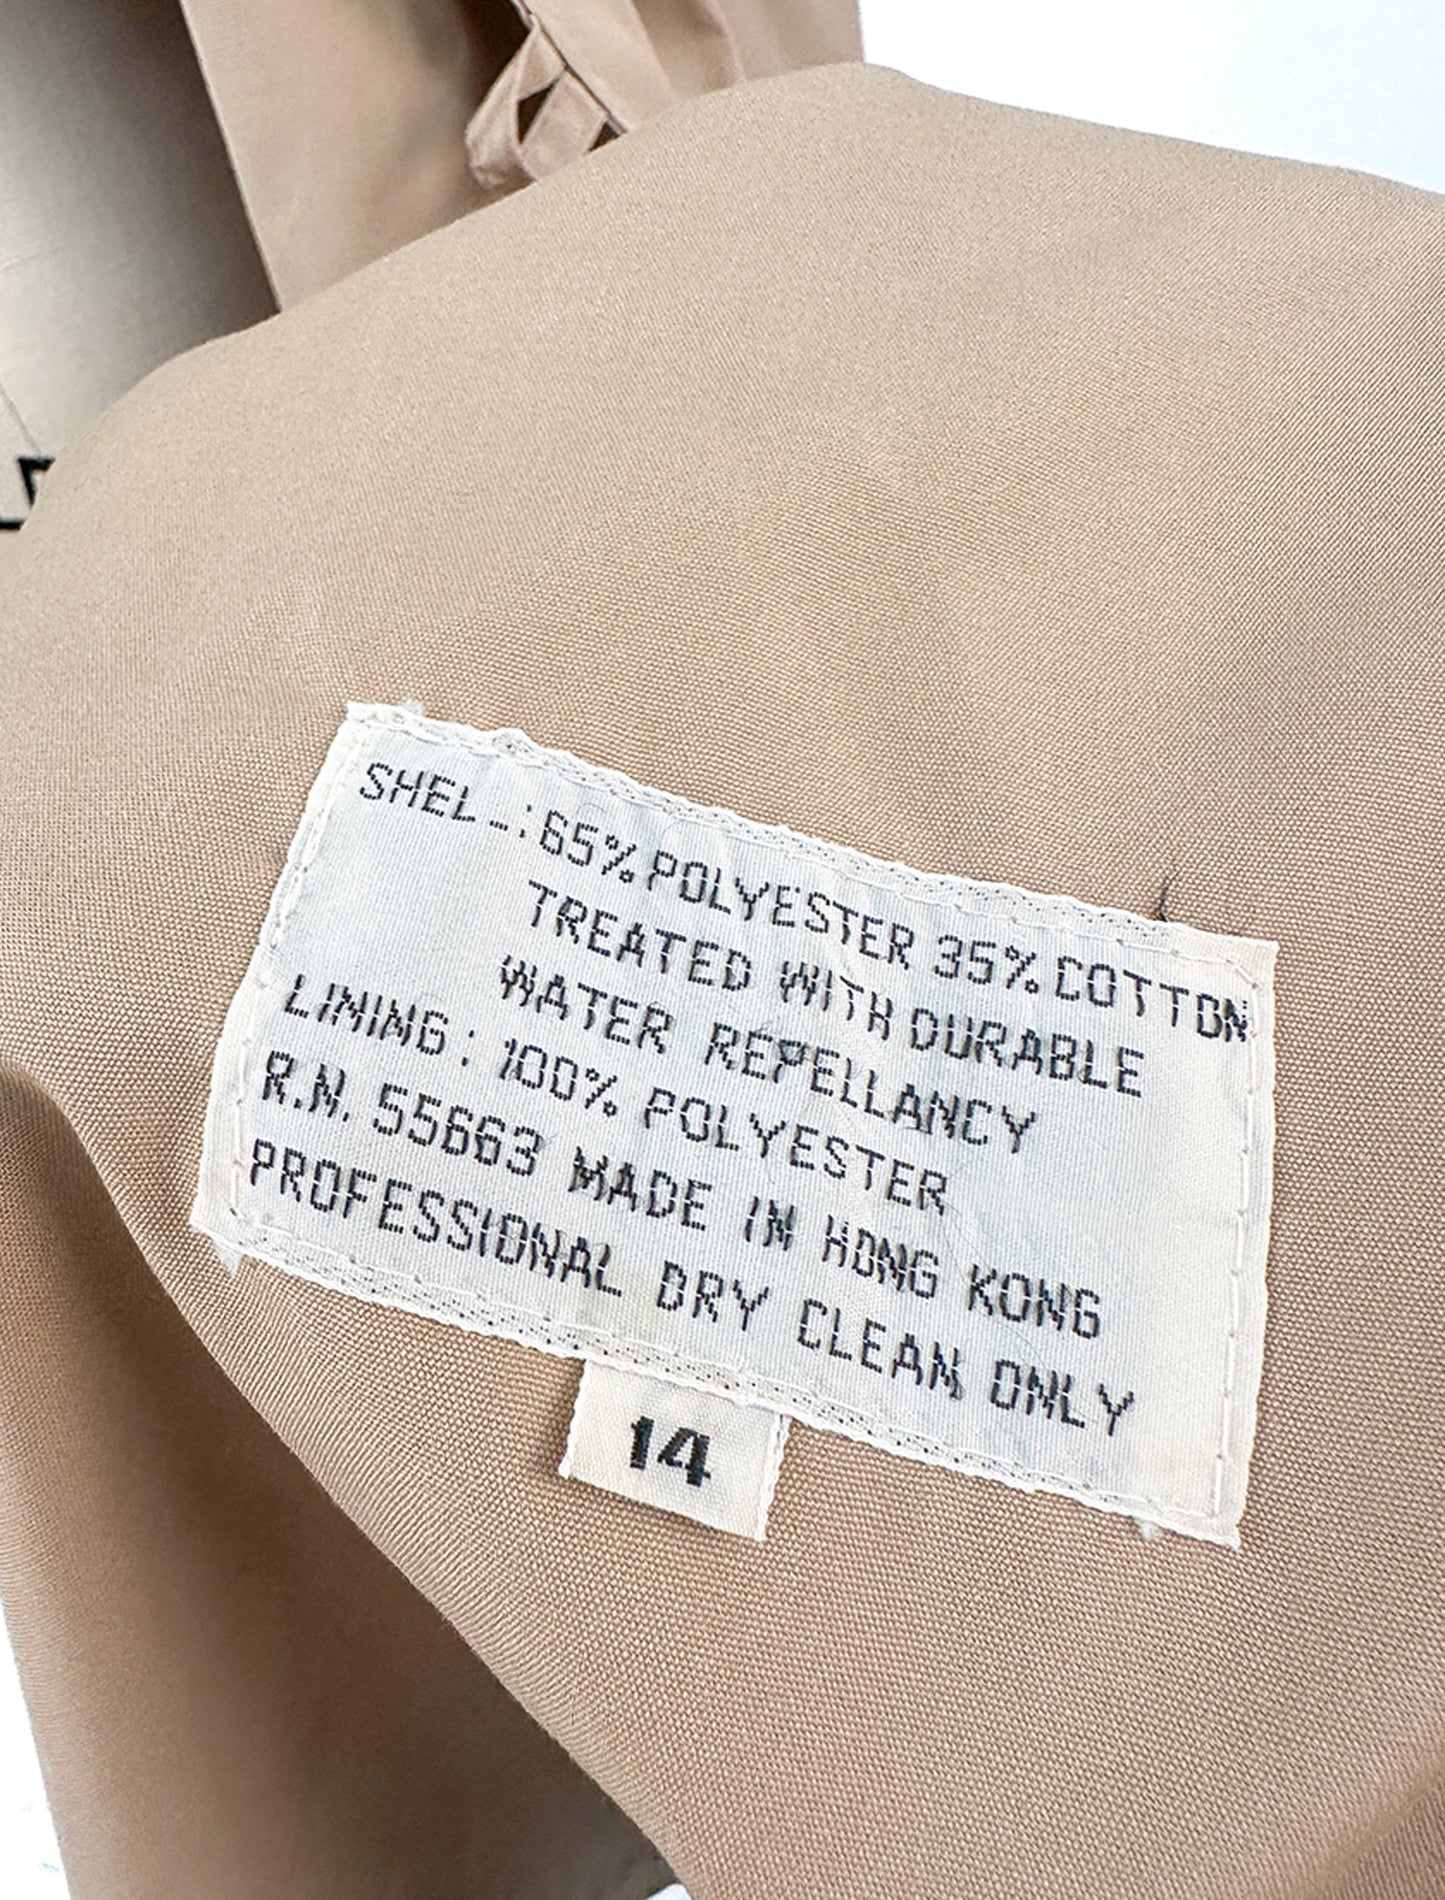 SHELL: 65% POLYESTER 35% COTTON
TREATED WITH DURABLE
WATER REPELLANCY
LINING: 100% POLYESTER
R.N. 55663 MADE IN HONG KONG
PROFESSIONAL DRY CLEAN ONLY
14